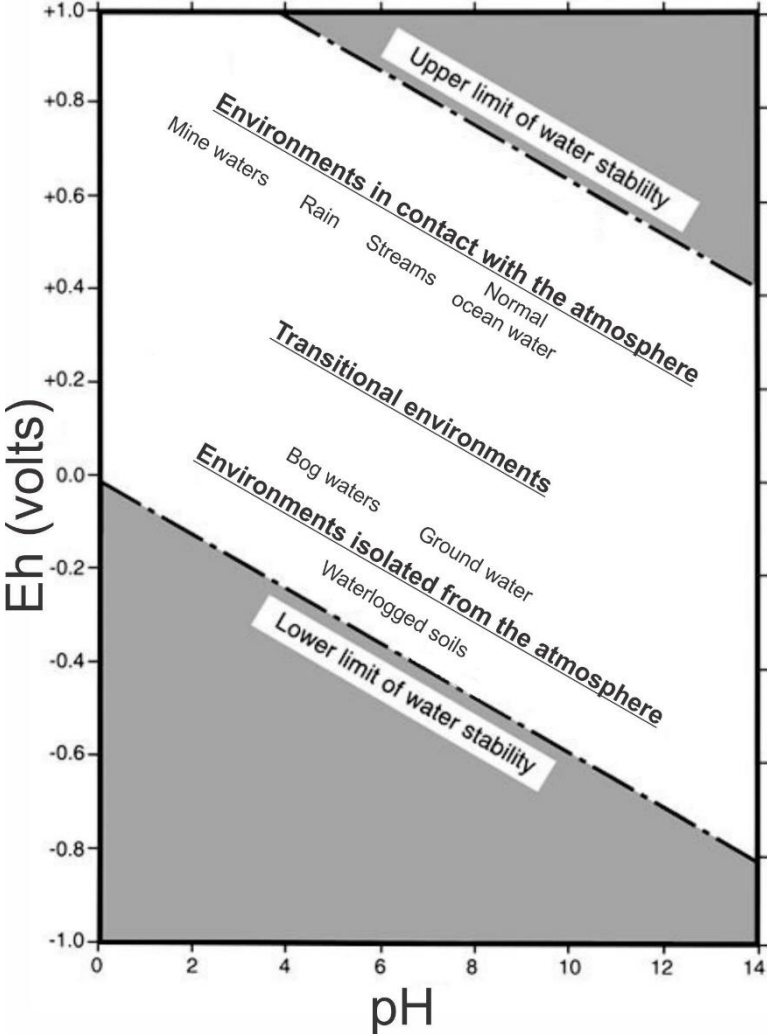 +1.0
+0.8
+0.6
+0.4
+0.2
0.0
-0.2
-0.4
-0.6
-0.8
-1.0
Eh (volts)
Upper limit of water stablilty
Environments in contact with the atmosphere
Mine waters
Rain
Streams
Normal
ocean water
Transitional environments
Bog waters
Ground water
Environments isolated from the atmosphere
Waterlogged soils
Lower limit of water stability
0 2 4 6 8 10 12 14
pH